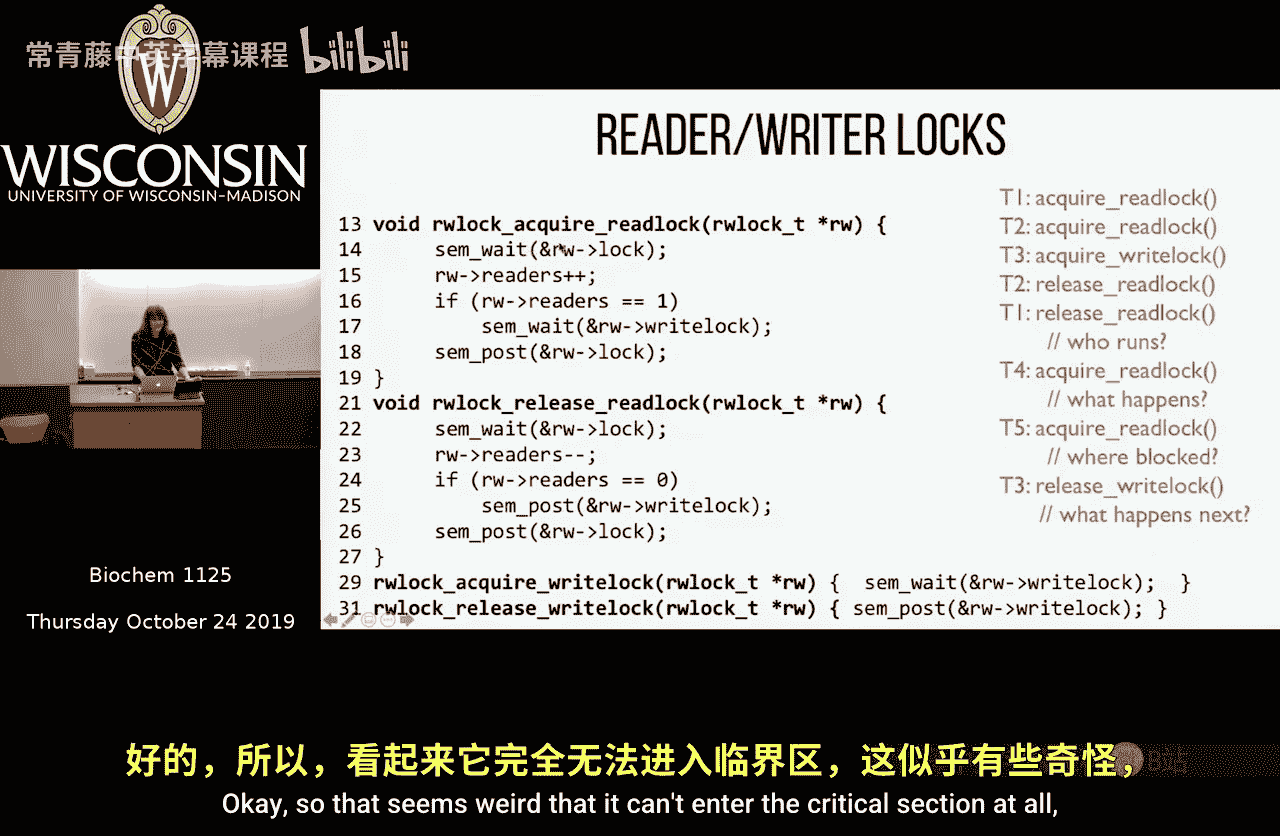 常青藤中英字幕课程 bilibili
W
WISCONSIN
UNIVERSITY OF WISCONSIN–MADISON
READER/WRITER LOCKS
13 void rwlock_acquire_readlock(rwlock_t *rw) {
14 sem_wait(&rw->lock);
15 rw->readers++;
16 if (rw->readers == 1)
17 sem_wait(&rw->writelock);
18 sem_post(&rw->lock);
19 }
21 void rwlock_release_readlock(rwlock_t *rw) {
22 sem_wait(&rw->lock);
23 rw->readers--;
24 if (rw->readers == 0)
25 sem_post(&rw->writelock);
26 sem_post(&rw->lock);
27 }
29 rwlock_acquire_writelock(rwlock_t *rw) { sem_wait(&rw->writelock); }
31 rwlock_release_writelock(rwlock_t *rw) { sem_post(&rw->writelock); }
T1: acquire_readlock()
T2: acquire_readlock()
T3: acquire_writelock()
T2: release_readlock()
T1: release_readlock()
// who runs?
T4: acquire_readlock()
// what happens?
T5: acquire_readlock()
// where blocked?
T3: release_writelock()
// what happens next?
Biochem 1125
Thursday October 24 2019
好的，所以，看起来它完全无法进入临界区，这似乎有些奇怪，
Okay, so that seems weird that it can't enter the critical section at all,